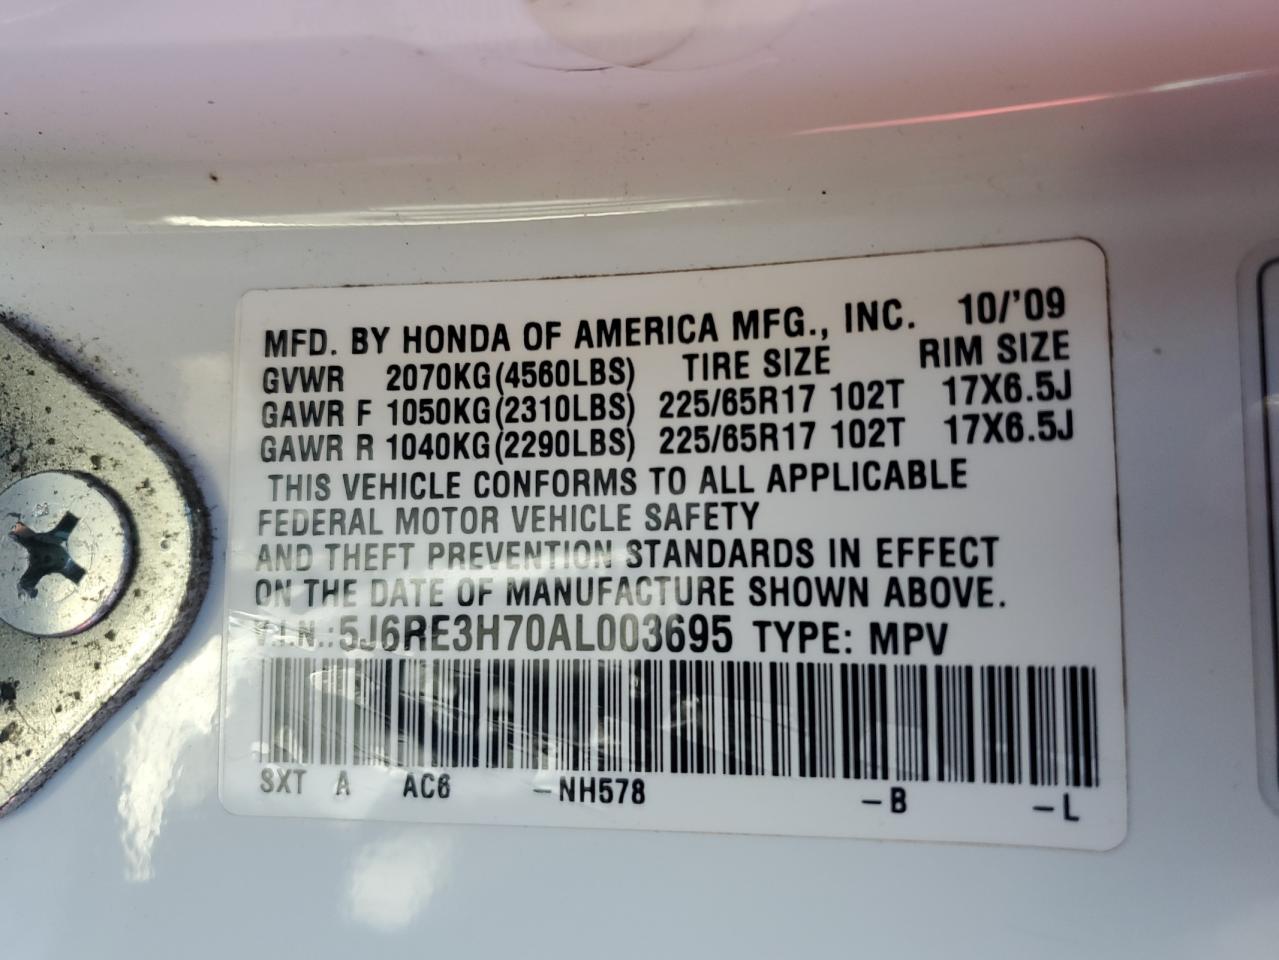 MFD. BY HONDA OF AMERICA MFG., INC. 10/'09
GVWR 2070KG(4560LBS) TIRE SIZE RIM SIZE
GAWR F 1050KG(2310LBS) 225/65R17 102T 17X6.5J
GAWR R 1040KG(2290LBS) 225/65R17 102T 17X6.5J
THIS VEHICLE CONFORMS TO ALL APPLICABLE
FEDERAL MOTOR VEHICLE SAFETY
AND THEFT PREVENTION STANDARDS IN EFFECT
ON THE DATE OF MANUFACTURE SHOWN ABOVE.
V.I.N.:5J6RE3H70AL003695 TYPE: MPV
SXT A AC6 -NH578 -B -L